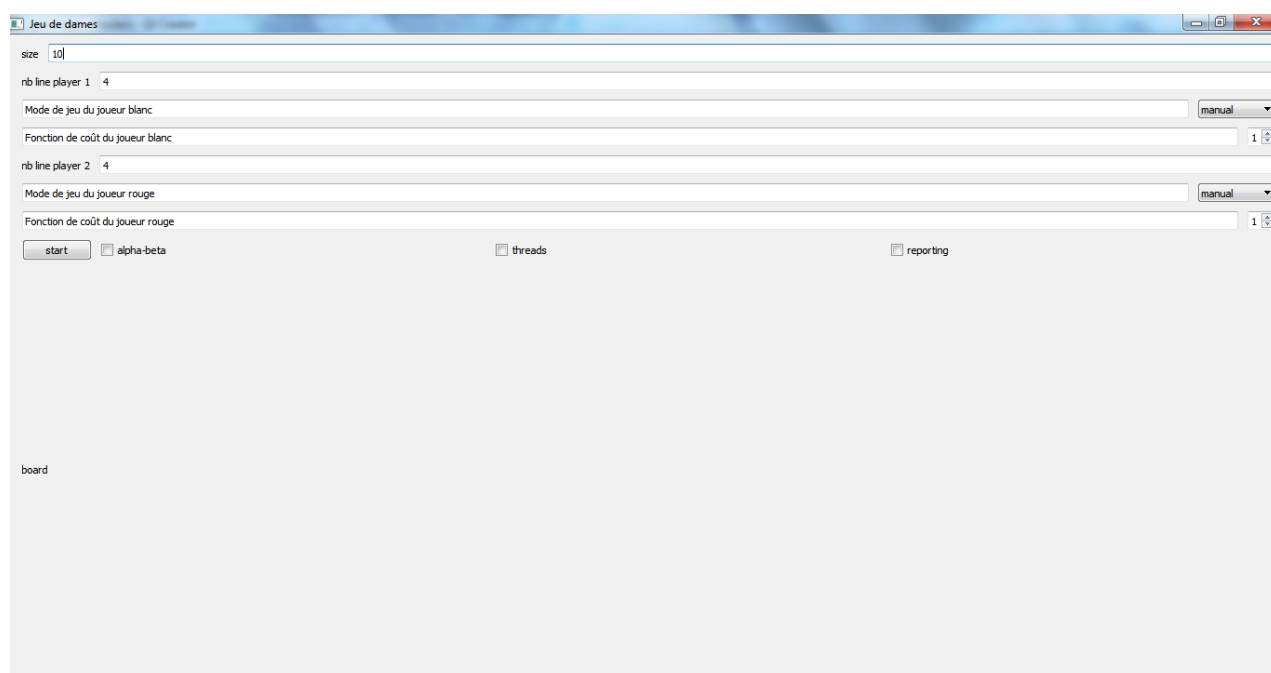 Jeu de dames
size 10
nb line player 1 4
Mode de jeu du joueur blanc manual
Fonction de coût du joueur blanc 1
nb line player 2 4
Mode de jeu du joueur rouge manual
Fonction de coût du joueur rouge 1
start alpha-beta threads reporting
board